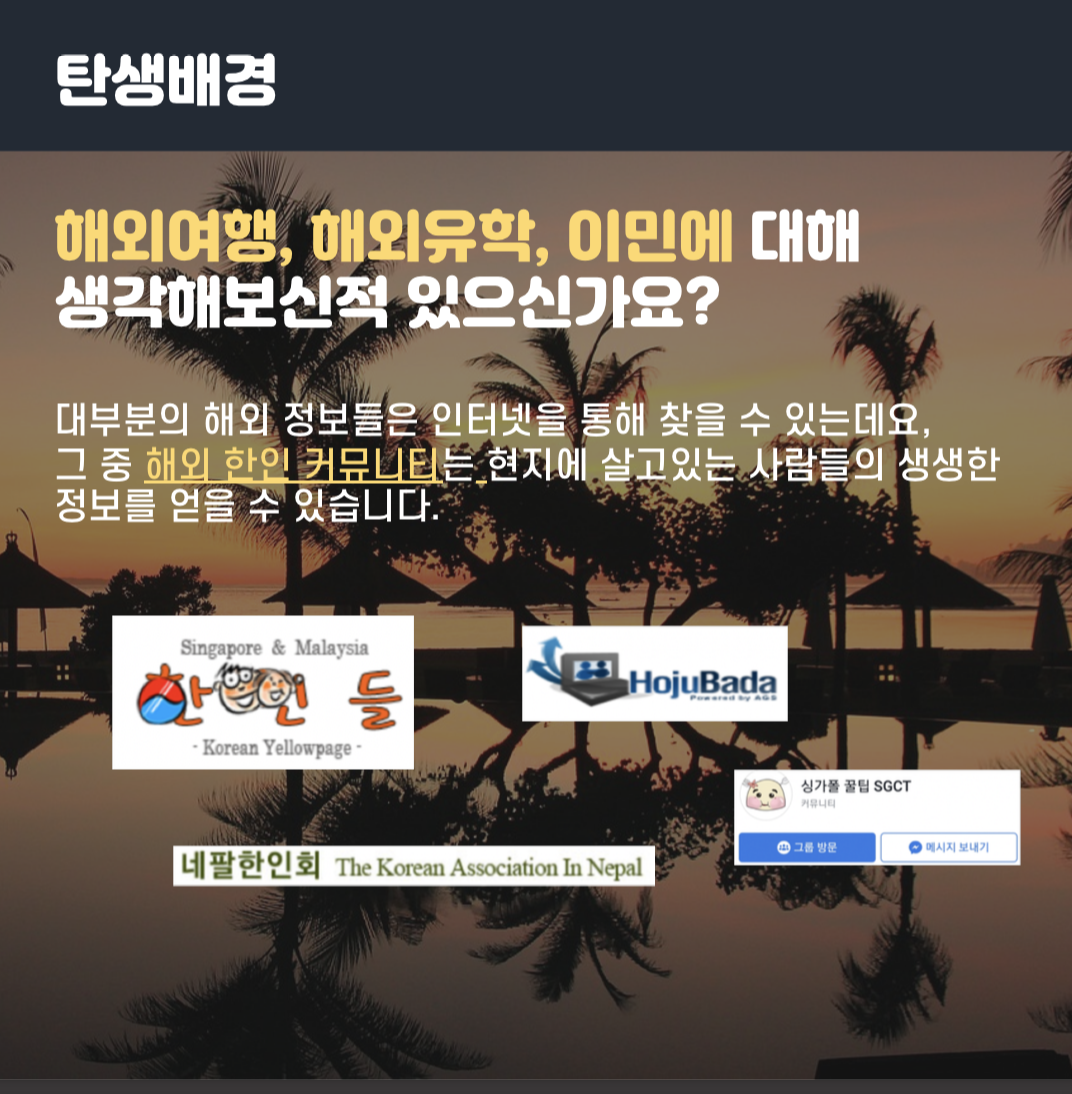 탄생배경
해외여행, 해외유학, 이민에 대해
생각해보신적 있으신가요?
대부분의 해외 정보들은 인터넷을 통해 찾을 수 있는데요,
그 중 해외 한인 커뮤니티는 현지에 살고있는 사람들의 생생한
정보를 얻을 수 있습니다.
Singapore & Malaysia
한인들
- Korean Yellowpage -
HojuBada
Powered by AGS
싱가폴 꿀팁 SGCT
커뮤니티
그룹 방문
메시지 보내기
네팔한인회 The Korean Association In Nepal